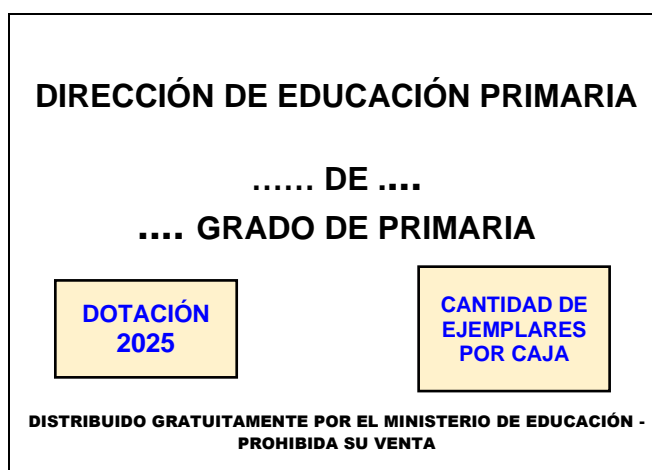 DIRECCIÓN DE EDUCACIÓN PRIMARIA
...... DE ....
.... GRADO DE PRIMARIA
DOTACIÓN
2025
CANTIDAD DE
EJEMPLARES
POR CAJA
DISTRIBUIDO GRATUITAMENTE POR EL MINISTERIO DE EDUCACIÓN -
PROHIBIDA SU VENTA